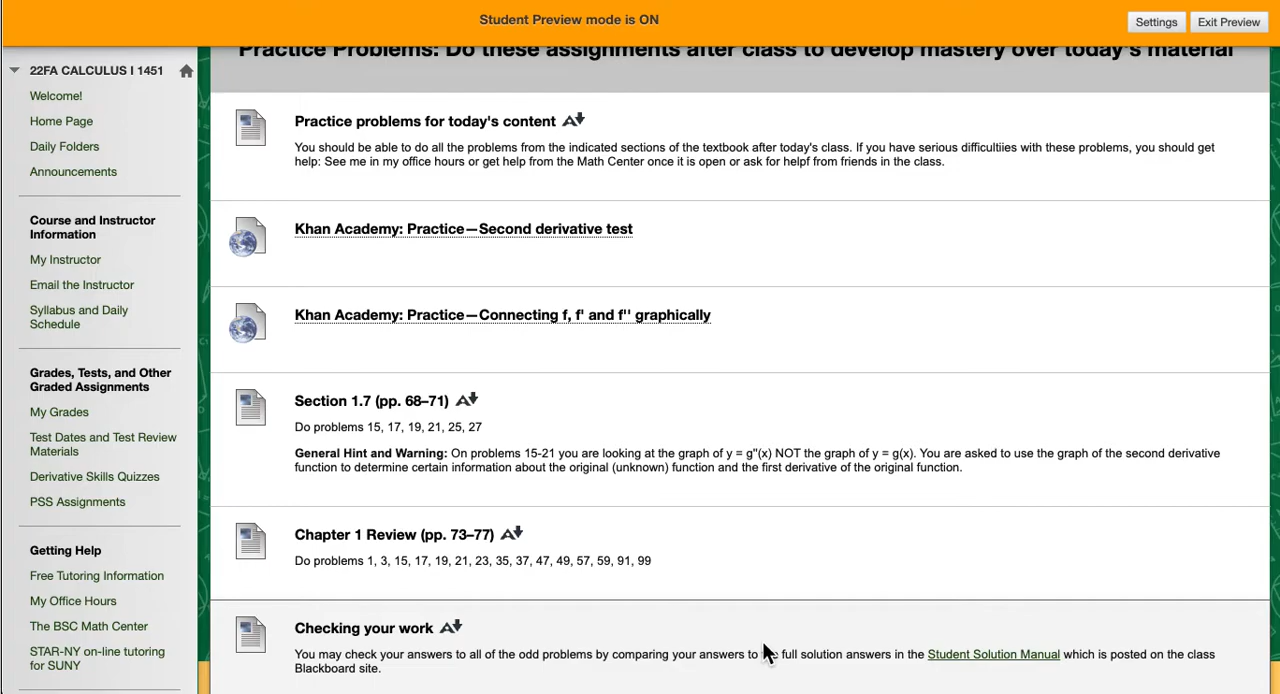 Student Preview mode is ON
Settings
Exit Preview
22FA CALCULUS I 1451
Welcome!
Home Page
Daily Folders
Announcements
Course and Instructor
Information
My Instructor
Email the Instructor
Syllabus and Daily
Schedule
Grades, Tests, and Other
Graded Assignments
My Grades
Test Dates and Test Review
Materials
Derivative Skills Quizzes
PSS Assignments
Getting Help
Free Tutoring Information
My Office Hours
The BSC Math Center
STAR-NY on-line tutoring
for SUNY
Practice Problems: Do these assignments after class to develop mastery over today's material
Practice problems for today's content
You should be able to do all the problems from the indicated sections of the textbook after today's class. If you have serious difficultiies with these problems, you should get
help: See me in my office hours or get help from the Math Center once it is open or ask for helpf from friends in the class.
Khan Academy: Practice—Second derivative test
Khan Academy: Practice—Connecting f, f' and f'' graphically
Section 1.7 (pp. 68–71)
Do problems 15, 17, 19, 21, 25, 27
General Hint and Warning: On problems 15-21 you are looking at the graph of y = g"(x) NOT the graph of y = g(x). You are asked to use the graph of the second derivative
function to determine certain information about the original (unknown) function and the first derivative of the original function.
Chapter 1 Review (pp. 73–77)
Do problems 1, 3, 15, 17, 19, 21, 23, 35, 37, 47, 49, 57, 59, 91, 99
Checking your work
You may check your answers to all of the odd problems by comparing your answers to full solution answers in the Student Solution Manual which is posted on the class
Blackboard site.